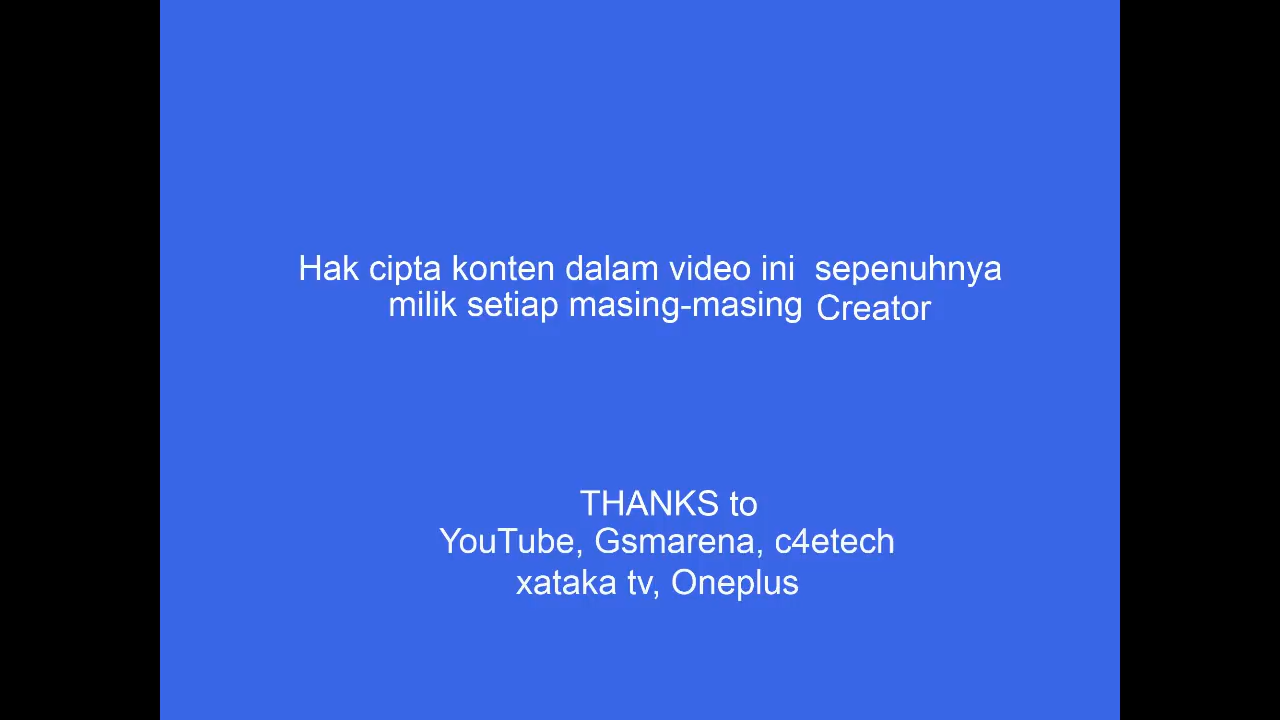 Hak cipta konten dalam video ini  sepenuhnya
milik setiap masing-masing Creator
THANKS to
YouTube, Gsmarena, c4etech
xataka tv, Oneplus